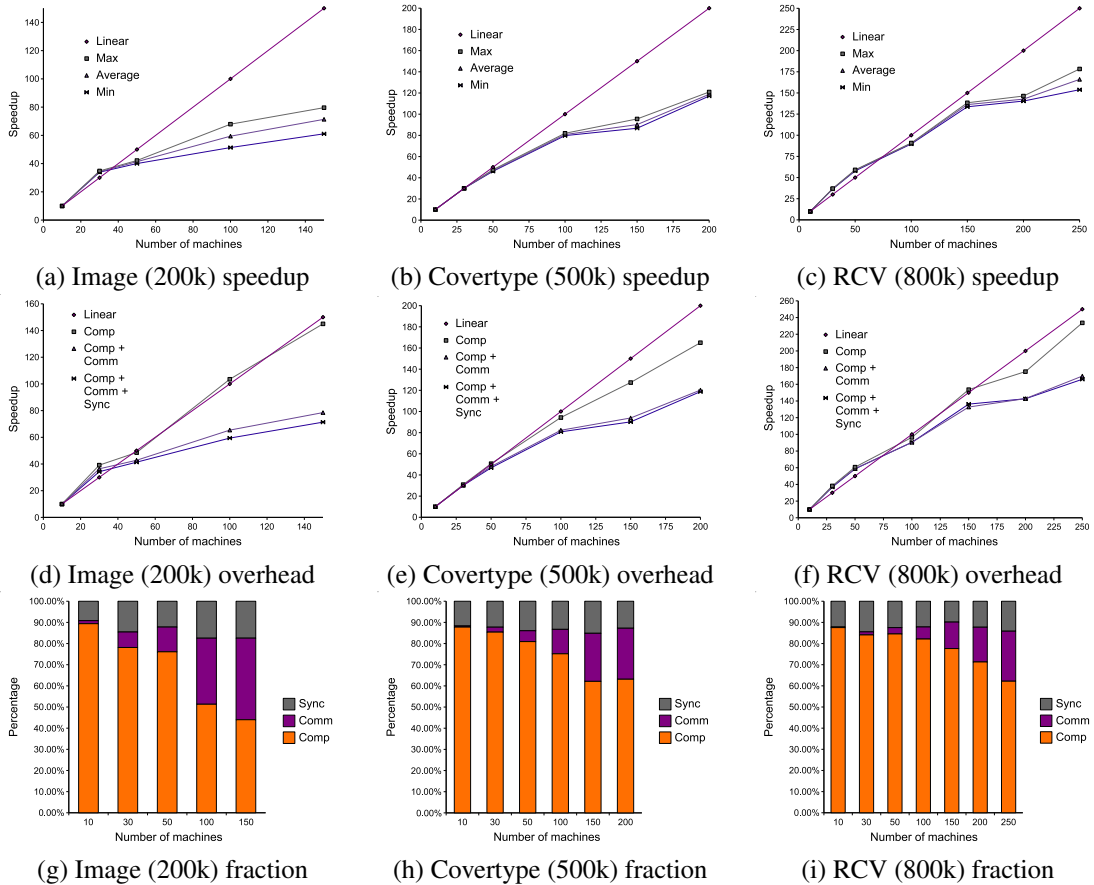 140
120
100
80
60
40
20
0
Speedup
Linear
Max
Average
Min
0 20 40 60 80 100 120 140
Number of machines
(a) Image (200k) speedup
200
180
160
140
120
100
80
60
40
20
0
Speedup
Linear
Max
Average
Min
0 25 50 75 100 125 150 175 200
Number of machines
(b) Covertype (500k) speedup
250
225
200
175
150
125
100
75
50
25
0
Speedup
Linear
Max
Average
Min
0 25 50 75 100 125 150 175 200 225 250
Number of machines
(c) RCV (800k) speedup
160
140
120
100
80
60
40
20
0
Speedup
Linear
Comp
Comp +
Comm
Comp +
Comm +
Sync
0 20 40 60 80 100 120 140
Number of machines
(d) Image (200k) overhead
200
180
160
140
120
100
80
60
40
20
0
Speedup
Linear
Comp
Comp +
Comm
Comp +
Comm +
Sync
0 25 50 75 100 125 150 175 200
Number of machines
(e) Covertype (500k) overhead
260
240
220
200
180
160
140
120
100
80
60
40
20
0
Speedup
Linear
Comp
Comp +
Comm
Comp +
Comm +
Sync
0 25 50 75 100 125 150 175 200 225 250
Number of machines
(f) RCV (800k) overhead
100.00%
90.00%
80.00%
70.00%
60.00%
50.00%
40.00%
30.00%
20.00%
10.00%
0.00%
Percentage
Sync
Comm
Comp
10 30 50 100 150
Number of machines
(g) Image (200k) fraction
100.00%
90.00%
80.00%
70.00%
60.00%
50.00%
40.00%
30.00%
20.00%
10.00%
0.00%
Percentage
Sync
Comm
Comp
10 30 50 100 150 200
Number of machines
(h) Covertype (500k) fraction
100.00%
90.00%
80.00%
70.00%
60.00%
50.00%
40.00%
30.00%
20.00%
10.00%
0.00%
Percentage
Sync
Comm
Comp
10 30 50 100 150 200 250
Number of machines
(i) RCV (800k) fraction